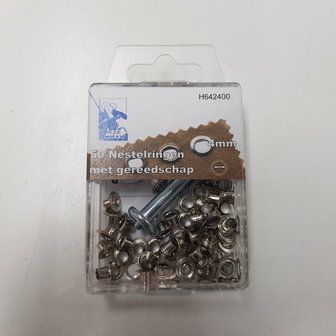 H642400
4mm
50 Nestelringen
met gereedschap